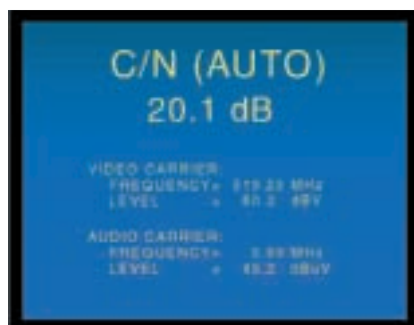 C/N (AUTO)
20.1 dB
VIDEO CARRIER:
FREQUENCY= MHz
LEVEL =
AUDIO CARRIER:
FREQUENCY= MHz
LEVEL =